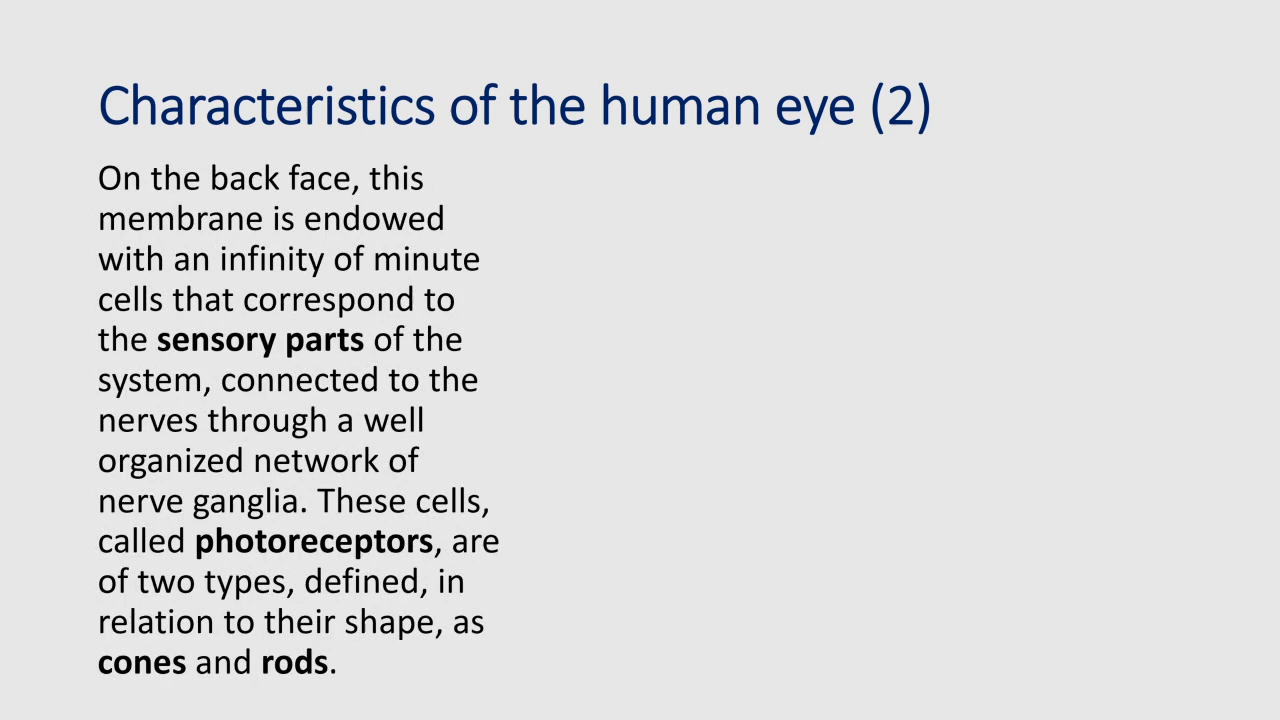 Characteristics of the human eye (2)
On the back face, this
membrane is endowed
with an infinity of minute
cells that correspond to
the sensory parts of the
system, connected to the
nerves through a well
organized network of
nerve ganglia. These cells,
called photoreceptors, are
of two types, defined, in
relation to their shape, as
cones and rods.